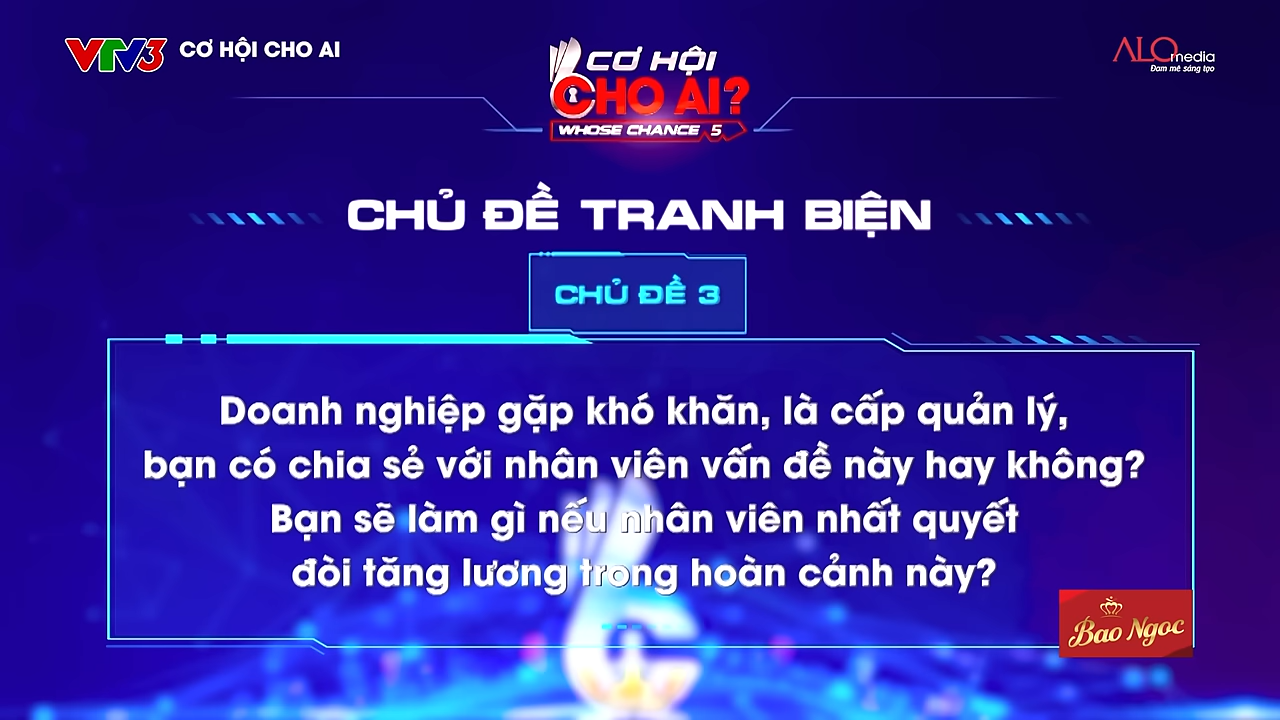 VTV3 CƠ HỘI CHO AI
CƠ HỘI
CHO AI?
WHOSE CHANCE 5
ALOmedia
Đam mê sáng tạo
CHỦ ĐỀ TRANH BIỆN
CHỦ ĐỀ 3
Doanh nghiệp gặp khó khăn, là cấp quản lý,
bạn có chia sẻ với nhân viên vấn đề này hay không?
Bạn sẽ làm gì nếu nhân viên nhất quyết
đòi tăng lương trong hoàn cảnh này?
Bao Ngoc